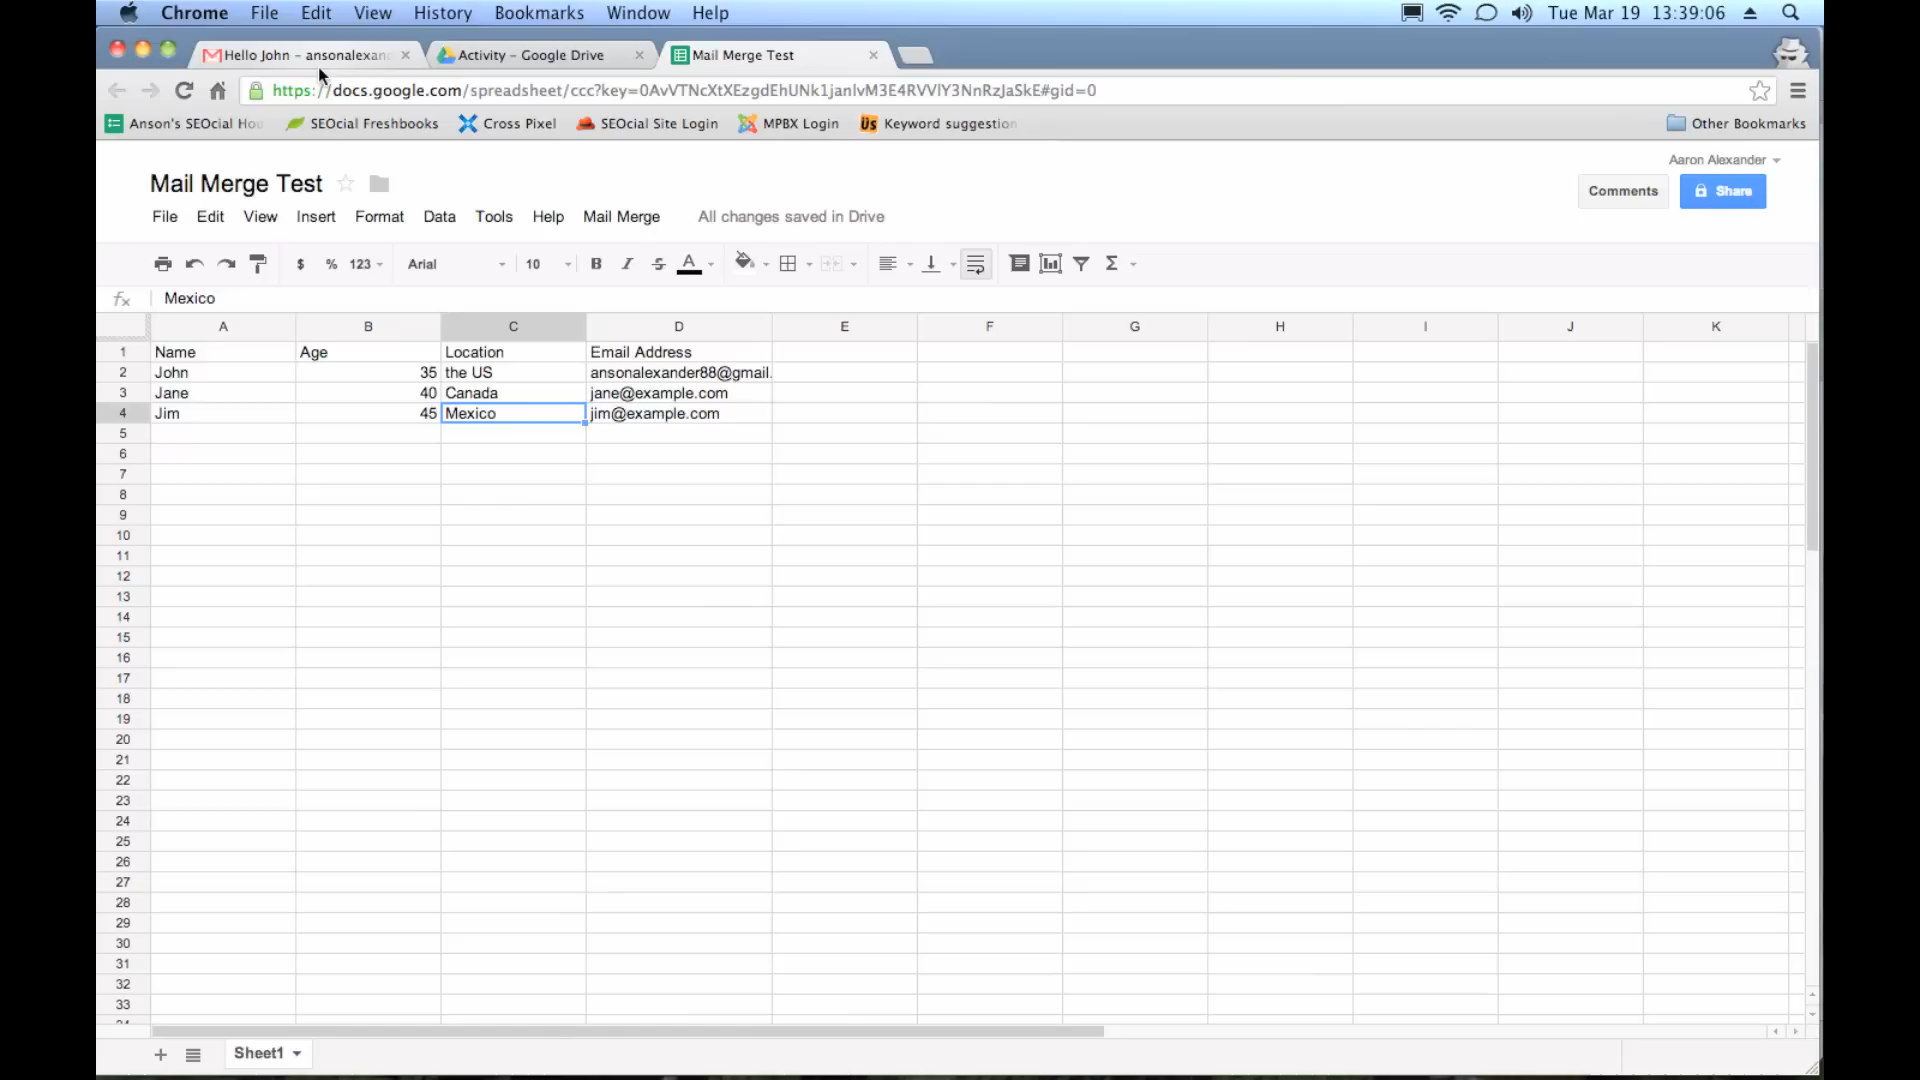 Chrome File Edit View History Bookmarks Window Help Tue Mar 19 13:39:06
Hello John – ansonalexan Activity – Google Drive Mail Merge Test
https://docs.google.com/spreadsheet/ccc?key=0AvVTNcXtXEzgdEhUNk1janlvM3E4RVVlY3NnRzJaSkE#gid=0
Anson's SEOcial Hou SEOcial Freshbooks Cross Pixel SEOcial Site Login MPBX Login Us Keyword suggestion Other Bookmarks
Aaron Alexander
Mail Merge Test Comments Share
File Edit View Insert Format Data Tools Help Mail Merge All changes saved in Drive
$ % 123 Arial 10 B I S A Σ
fx Mexico
A B C D E F G H I J K
1 Name Age Location Email Address
2 John 35 the US ansonalexander88@gmail.
3 Jane 40 Canada jane@example.com
4 Jim 45 Mexico jim@example.com
5
6
7
8
9
10
11
12
13
14
15
16
17
18
19
20
21
22
23
24
25
26
27
28
29
30
31
32
33
Sheet1